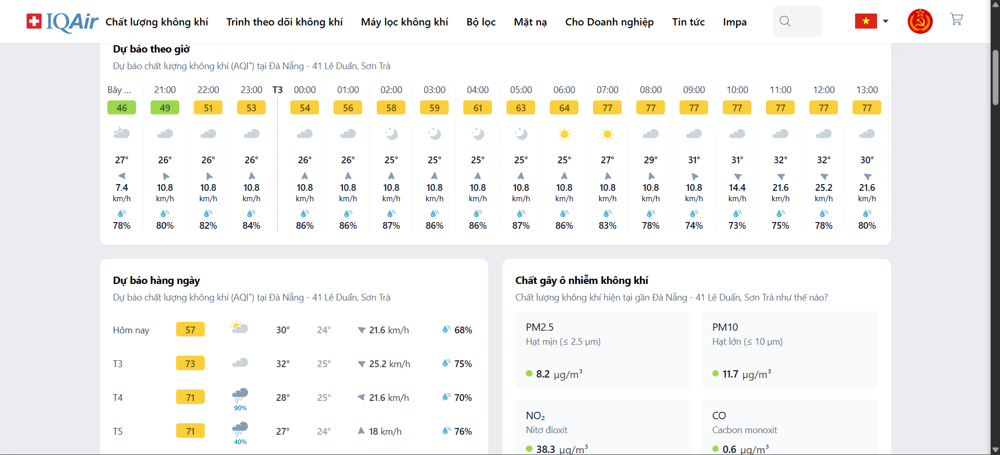 IQAir Chất lượng không khí Trình theo dõi không khí Máy lọc không khí Bộ lọc Mặt nạ Cho Doanh nghiệp Tin tức Impa
Dự báo theo giờ
Dự báo chất lượng không khí (AQI⁺) tại Đà Nẵng - 41 Lê Duẩn, Sơn Trà
Bây ... 21:00 22:00 23:00 T3 00:00 01:00 02:00 03:00 04:00 05:00 06:00 07:00 08:00 09:00 10:00 11:00 12:00 13:00
46 49 51 53 54 56 58 59 61 63 64 77 77 77 77 77 77 77
27° 26° 26° 26° 26° 26° 25° 25° 25° 25° 25° 27° 29° 31° 31° 32° 32° 30°
7.4 10.8 10.8 10.8 10.8 10.8 10.8 10.8 10.8 10.8 10.8 10.8 10.8 10.8 14.4 21.6 25.2 21.6
km/h km/h km/h km/h km/h km/h km/h km/h km/h km/h km/h km/h km/h km/h km/h km/h km/h km/h
78% 80% 82% 84% 86% 86% 87% 86% 86% 87% 86% 83% 78% 74% 73% 75% 78% 80%
Dự báo hàng ngày
Dự báo chất lượng không khí (AQI⁺) tại Đà Nẵng - 41 Lê Duẩn, Sơn Trà
Hôm nay 57 30° 24° 21.6 km/h 68%
T3 73 32° 25° 25.2 km/h 75%
T4 71 28° 25° 21.6 km/h 70%
90%
T5 71 27° 24° 18 km/h 76%
40%
Chất gây ô nhiễm không khí
Chất lượng không khí hiện tại gần Đà Nẵng - 41 Lê Duẩn, Sơn Trà như thế nào?
PM2.5
Hạt mịn (≤ 2.5 µm)
8.2 µg/m³
PM10
Hạt lớn (≤ 10 µm)
11.7 µg/m³
NO₂
Nitơ đioxit
38.3 µg/m³
CO
Cacbon monoxit
0.6 µg/m³